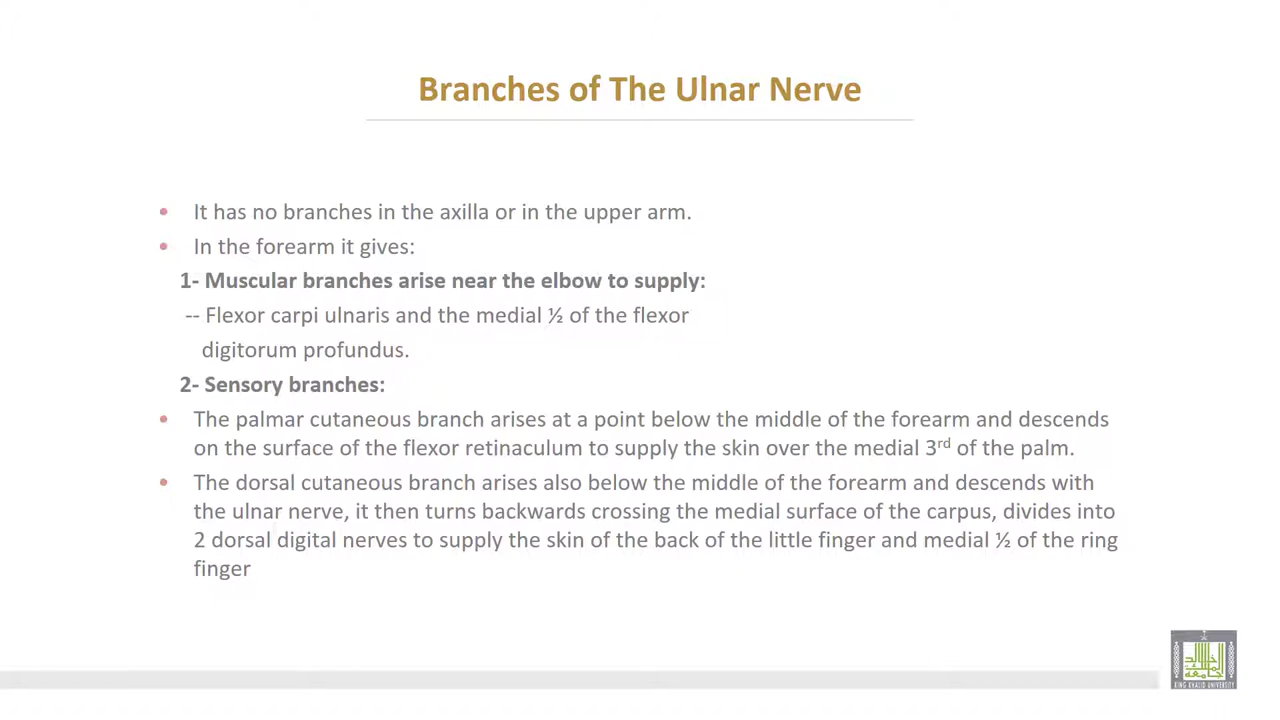 Branches of The Ulnar Nerve
• It has no branches in the axilla or in the upper arm.
• In the forearm it gives:
1- Muscular branches arise near the elbow to supply:
-- Flexor carpi ulnaris and the medial ½ of the flexor
digitorum profundus.
2- Sensory branches:
• The palmar cutaneous branch arises at a point below the middle of the forearm and descends
on the surface of the flexor retinaculum to supply the skin over the medial 3rd of the palm.
• The dorsal cutaneous branch arises also below the middle of the forearm and descends with
the ulnar nerve, it then turns backwards crossing the medial surface of the carpus, divides into
2 dorsal digital nerves to supply the skin of the back of the little finger and medial ½ of the ring
finger
KING KHALID UNIVERSITY